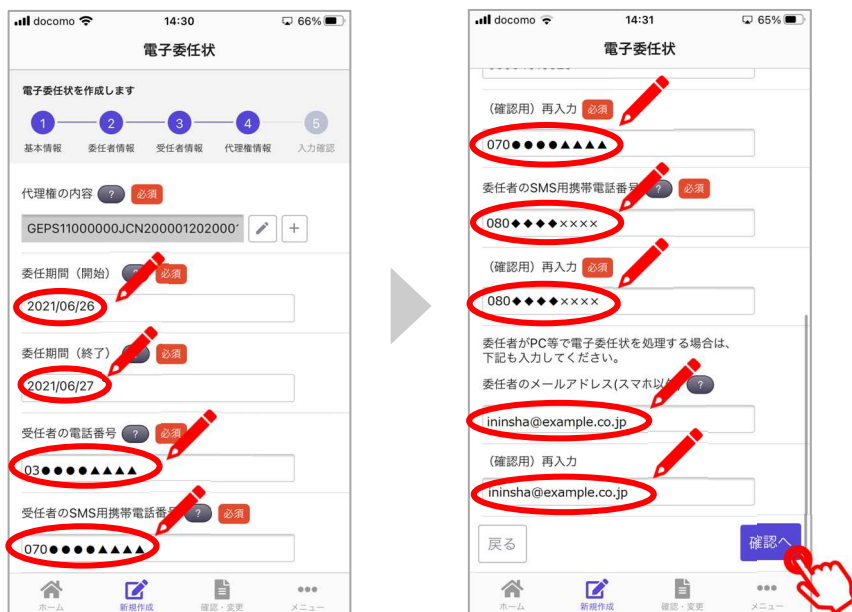 docomo 14:30 66%
電子委任状
電子委任状を作成します
1 2 3 4 5
基本情報 委任者情報 受任者情報 代理権情報 入力確認
代理権の内容 ? 必須
GEPS11000000JCN200001202000
委任期間（開始） ? 必須
2021/06/26
委任期間（終了） ? 必須
2021/06/27
受任者の電話番号 ? 必須
03●●●●▲▲▲▲
受任者のSMS用携帯電話番号 ? 必須
070●●●●▲▲▲▲
ホーム 新規作成 確認・変更 メニュー
docomo 14:31 65%
電子委任状
（確認用）再入力 必須
070●●●●▲▲▲▲
委任者のSMS用携帯電話番号 ? 必須
080◆◆◆◆××××
（確認用）再入力 必須
080◆◆◆◆××××
委任者がPC等で電子委任状を処理する場合は、
下記も入力してください。
委任者のメールアドレス(スマホ以外) ?
ininsha@example.co.jp
（確認用）再入力
ininsha@example.co.jp
戻る 確認へ
ホーム 新規作成 確認・変更 メニュー